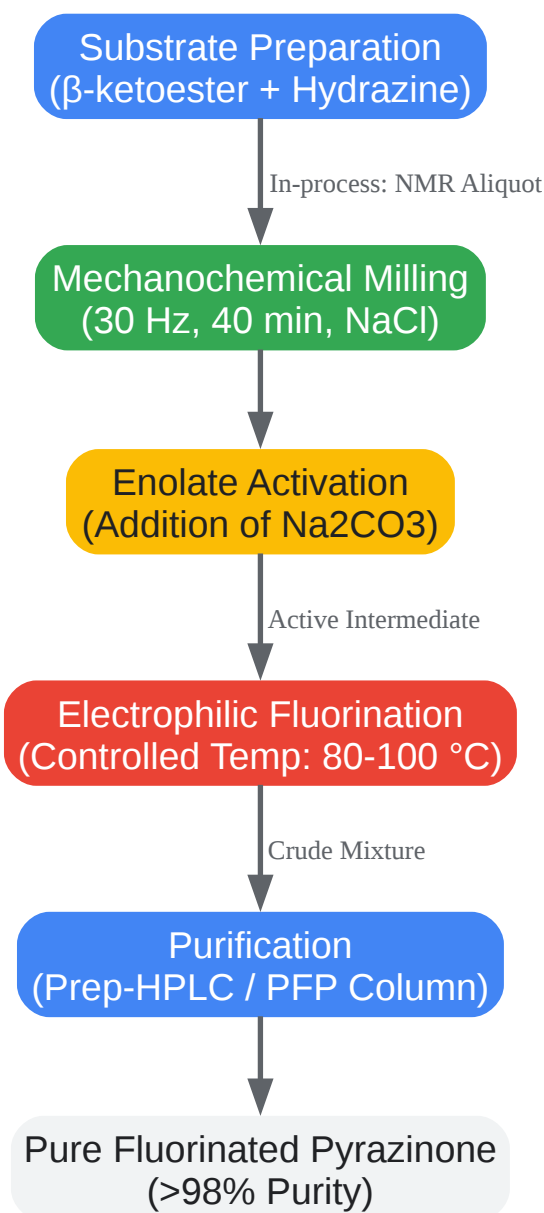 Substrate Preparation
(β-ketoester + Hydrazine)
In-process: NMR Aliquot
Mechanochemical Milling
(30 Hz, 40 min, NaCl)
Enolate Activation
(Addition of Na2CO3)
Active Intermediate
Electrophilic Fluorination
(Controlled Temp: 80-100 °C)
Crude Mixture
Purification
(Prep-HPLC / PFP Column)
Pure Fluorinated Pyrazinone
(>98% Purity)